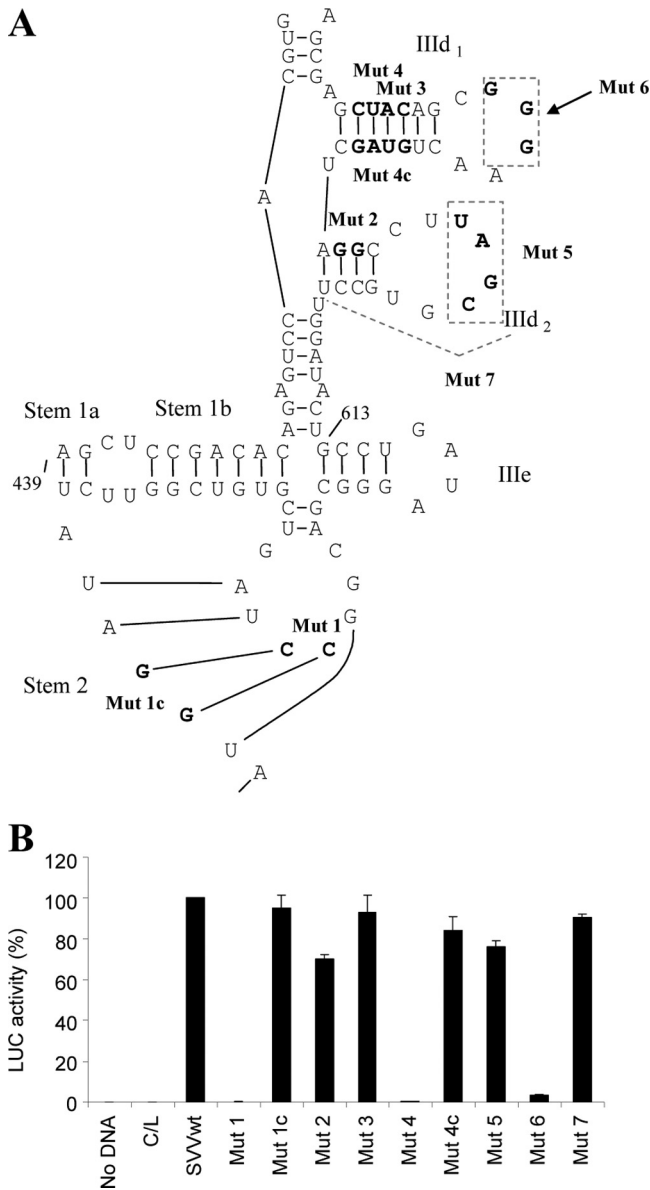 A
G A
U G
U–G
G–C
C–G
A
IIId 1
Mut 4
Mut 3
GCUACAG C G
G
G
Mut 6
CGAUGUC A A
U
Mut 4c
A
Mut 2
AGGC C U U
A
G
C
Mut 5
UCCG U G
U
IIId 2
Mut 7
C–G
C–G
U–A
G–U
A A
G–C
A–U
613
Stem 1a
Stem 1b
A G C U C C G A C A C
G C C U G A
U
A
439
U C U U G G C U G U G
C G G G
IIIe
C–G
U–A
G C
A
U
A
A
U
G
G
Mut 1
C C
Stem 2
G
Mut 1c
G
U
A
B
LUC activity (%)
120
100
80
60
40
20
0
No DNA
C/L
SVVwt
Mut 1
Mut 1c
Mut 2
Mut 3
Mut 4
Mut 4c
Mut 5
Mut 6
Mut 7